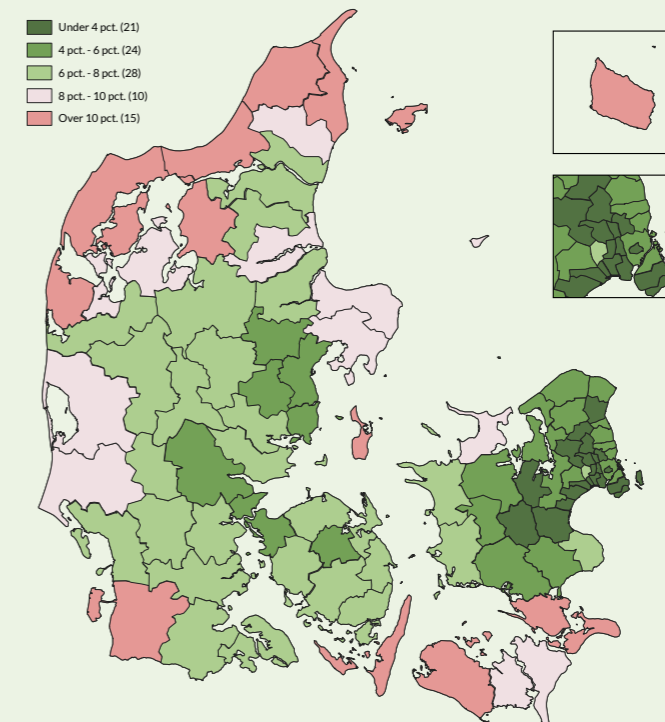 Under 4 pct. (21)
4 pct. - 6 pct. (24)
6 pct. - 8 pct. (28)
8 pct. - 10 pct. (10)
Over 10 pct. (15)